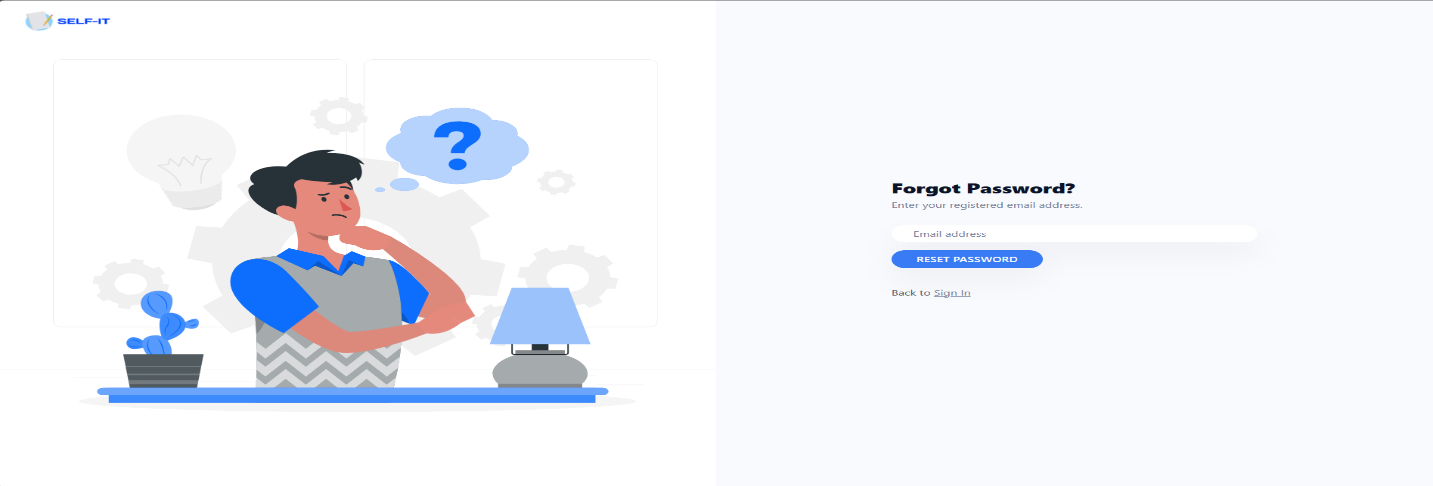 SELF-IT
?
Forgot Password?
Enter your registered email address.
Email address
RESET PASSWORD
Back to Sign In